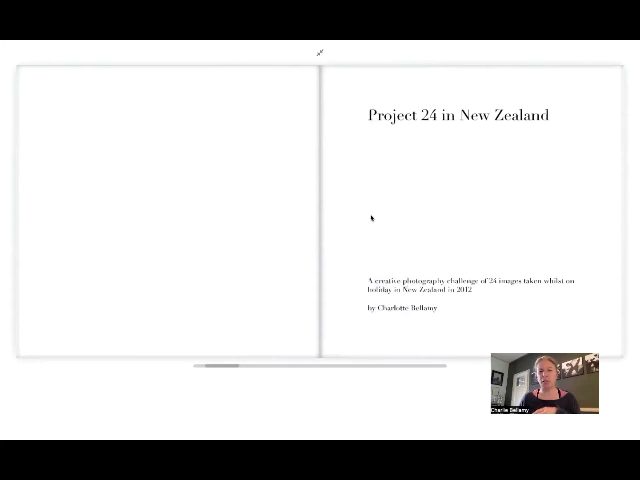 Project 24 in New Zealand
A creative photography challenge of 24 images taken whilst on
holiday in New Zealand in 2012
by Charlotte Bellamy
Charlie Bellamy